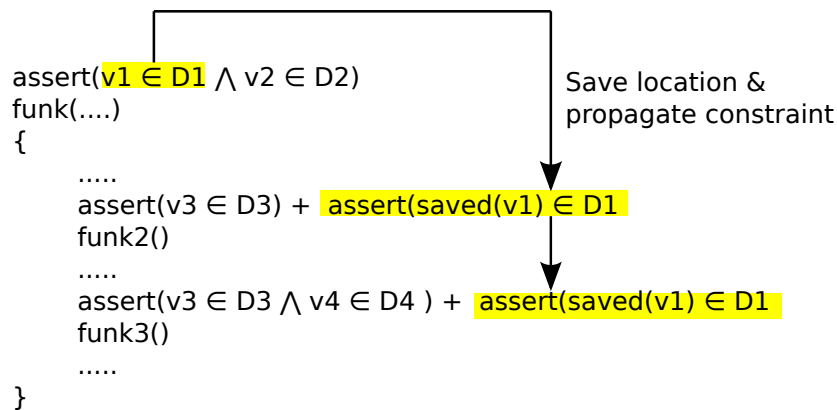 assert(v1 ∈ D1 ⋀ v2 ∈ D2)
funk(....)
{
.....
assert(v3 ∈ D3) + assert(saved(v1) ∈ D1
funk2()
.....
assert(v3 ∈ D3 ⋀ v4 ∈ D4 ) + assert(saved(v1) ∈ D1
funk3()
.....
}
Save location &
propagate constraint